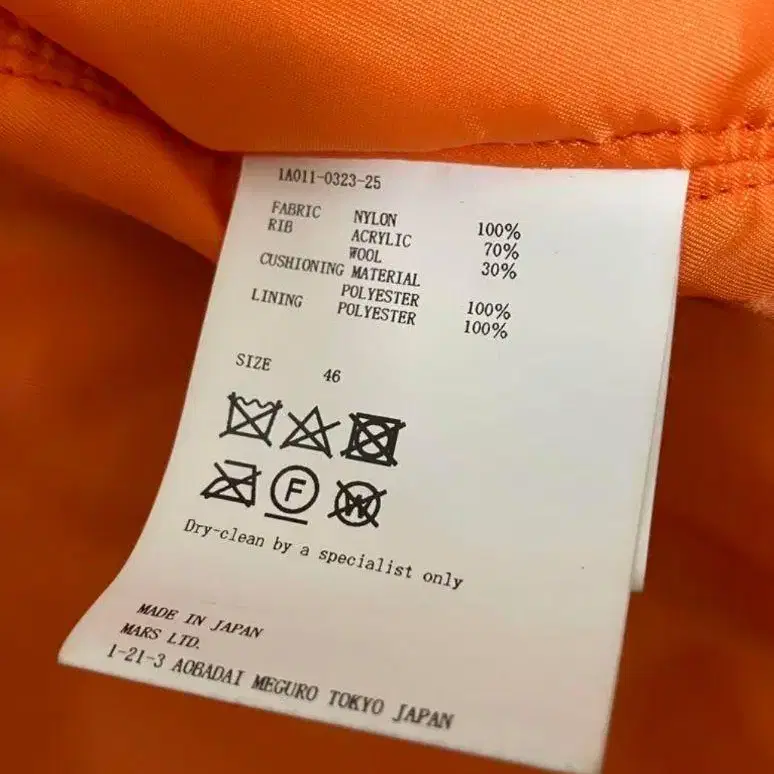 1A011-0323-25
FABRIC NYLON 100%
RIB ACRYLIC 70%
WOOL 30%
CUSHIONING MATERIAL
POLYESTER 100%
LINING POLYESTER 100%
SIZE 46
F W
Dry-clean by a specialist only
MADE IN JAPAN
MARS LTD.
1-21-3 AOBADAI MEGURO TOKYO JAPAN